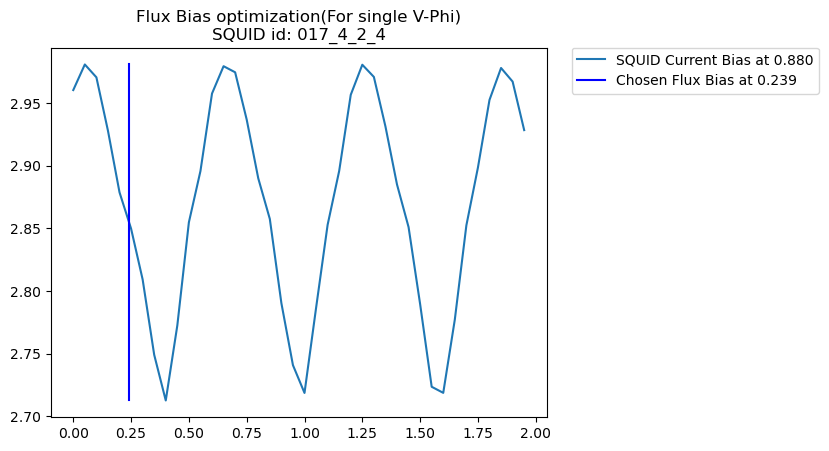 Flux Bias optimization(For single V-Phi)
SQUID id: 017_4_2_4
SQUID Current Bias at 0.880
Chosen Flux Bias at 0.239
2.95
2.90
2.85
2.80
2.75
2.70
0.00 0.25 0.50 0.75 1.00 1.25 1.50 1.75 2.00